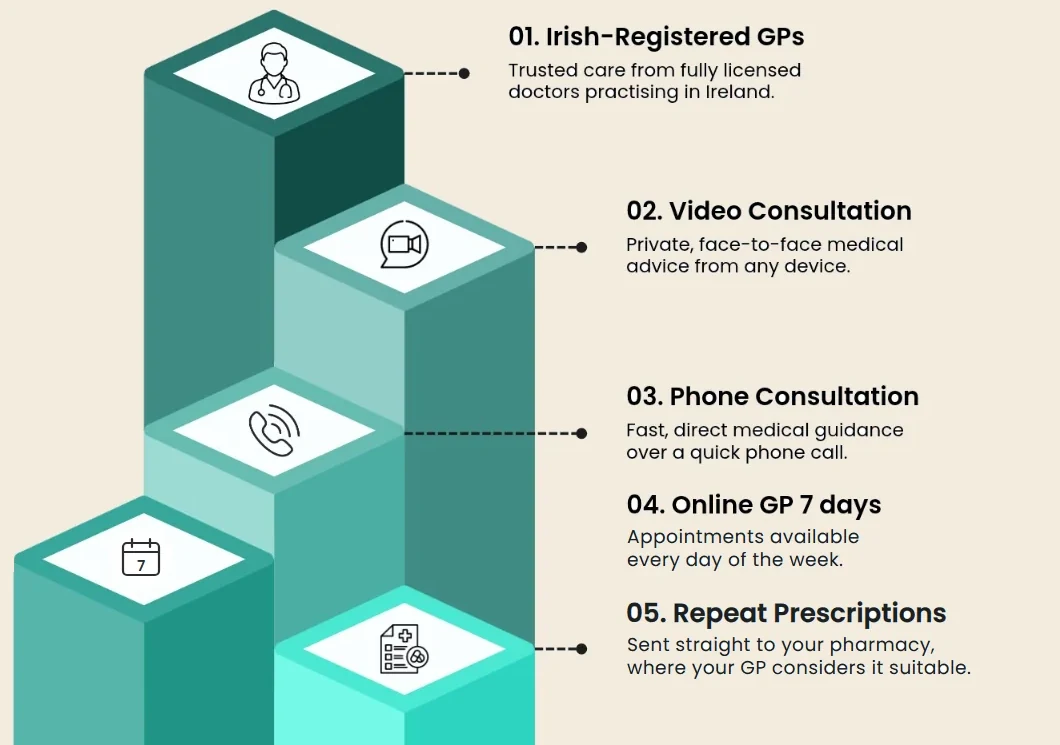 01. Irish-Registered GPs
Trusted care from fully licensed
doctors practising in Ireland.
02. Video Consultation
Private, face-to-face medical
advice from any device.
03. Phone Consultation
Fast, direct medical guidance
over a quick phone call.
04. Online GP 7 days
Appointments available
every day of the week.
7
05. Repeat Prescriptions
Sent straight to your pharmacy,
where your GP considers it suitable.